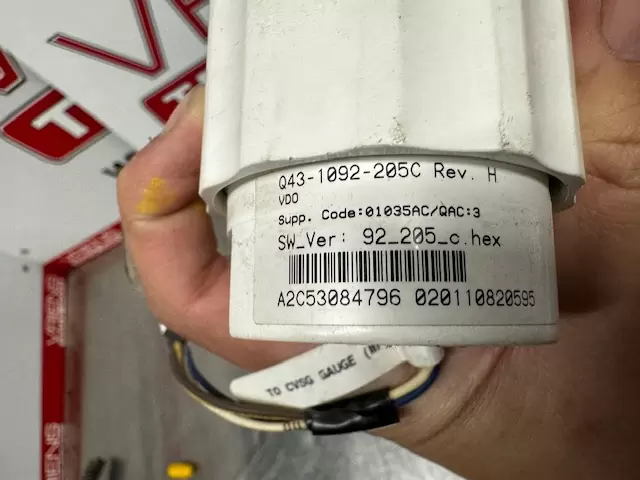 Q43-1092-205C Rev. H
VDO
Supp. Code:01035AC/QAC:3
SW_Ver: 92_205_c.hex
A2C53084796 020110820595
TO CVSG GAUGE